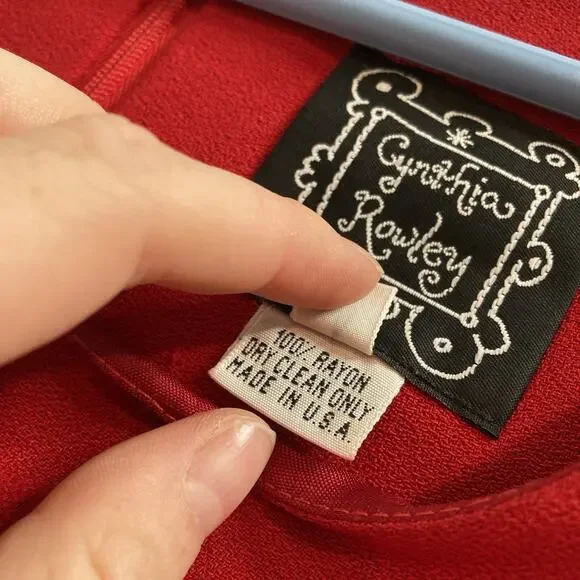 Cynthia
Rowley
100% RAYON
DRY CLEAN ONLY
MADE IN U.S.A.